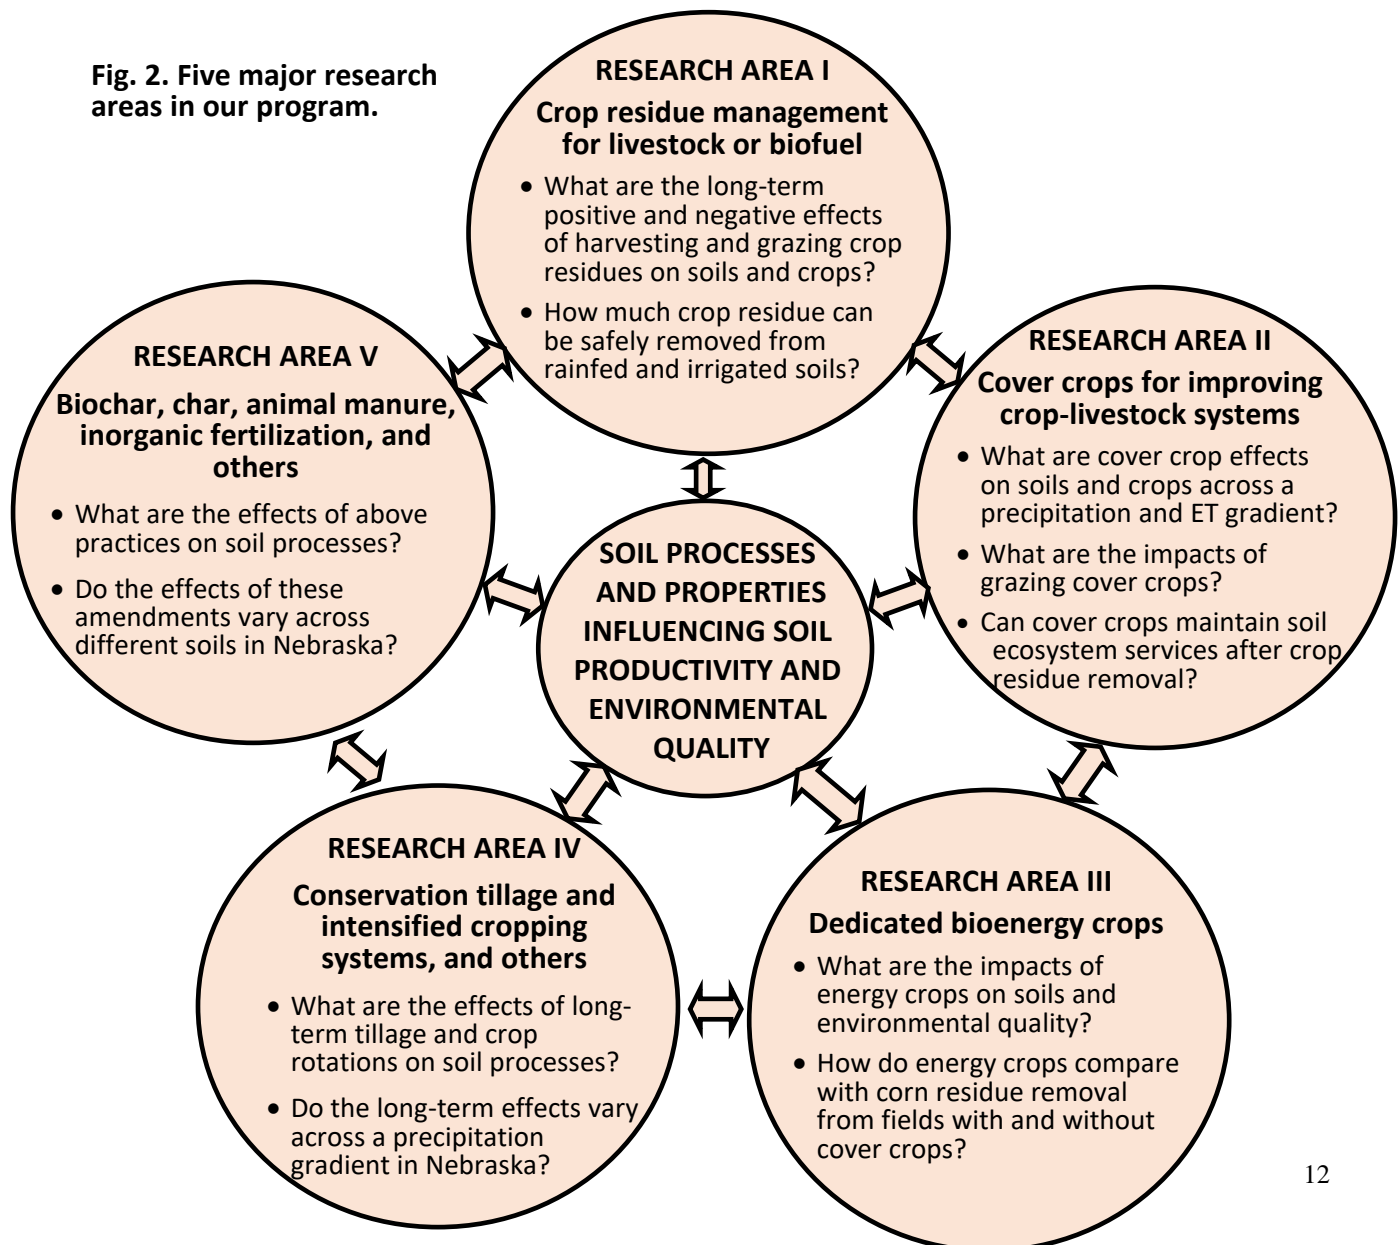 Fig. 2. Five major research
areas in our program.
RESEARCH AREA I
Crop residue management
for livestock or biofuel
• What are the long-term
positive and negative effects
of harvesting and grazing crop
residues on soils and crops?
• How much crop residue can
be safely removed from
rainfed and irrigated soils?
RESEARCH AREA II
Cover crops for improving
crop-livestock systems
• What are cover crop effects
on soils and crops across a
precipitation and ET gradient?
• What are the impacts of
grazing cover crops?
• Can cover crops maintain soil
ecosystem services after crop
residue removal?
RESEARCH AREA V
Biochar, char, animal manure,
inorganic fertilization, and
others
• What are the effects of above
practices on soil processes?
• Do the effects of these
amendments vary across
different soils in Nebraska?
SOIL PROCESSES
AND PROPERTIES
INFLUENCING SOIL
PRODUCTIVITY AND
ENVIRONMENTAL
QUALITY
RESEARCH AREA IV
Conservation tillage and
intensified cropping
systems, and others
• What are the effects of long-
term tillage and crop
rotations on soil processes?
• Do the long-term effects vary
across a precipitation
gradient in Nebraska?
RESEARCH AREA III
Dedicated bioenergy crops
• What are the impacts of
energy crops on soils and
environmental quality?
• How do energy crops compare
with corn residue removal
from fields with and without
cover crops?
12